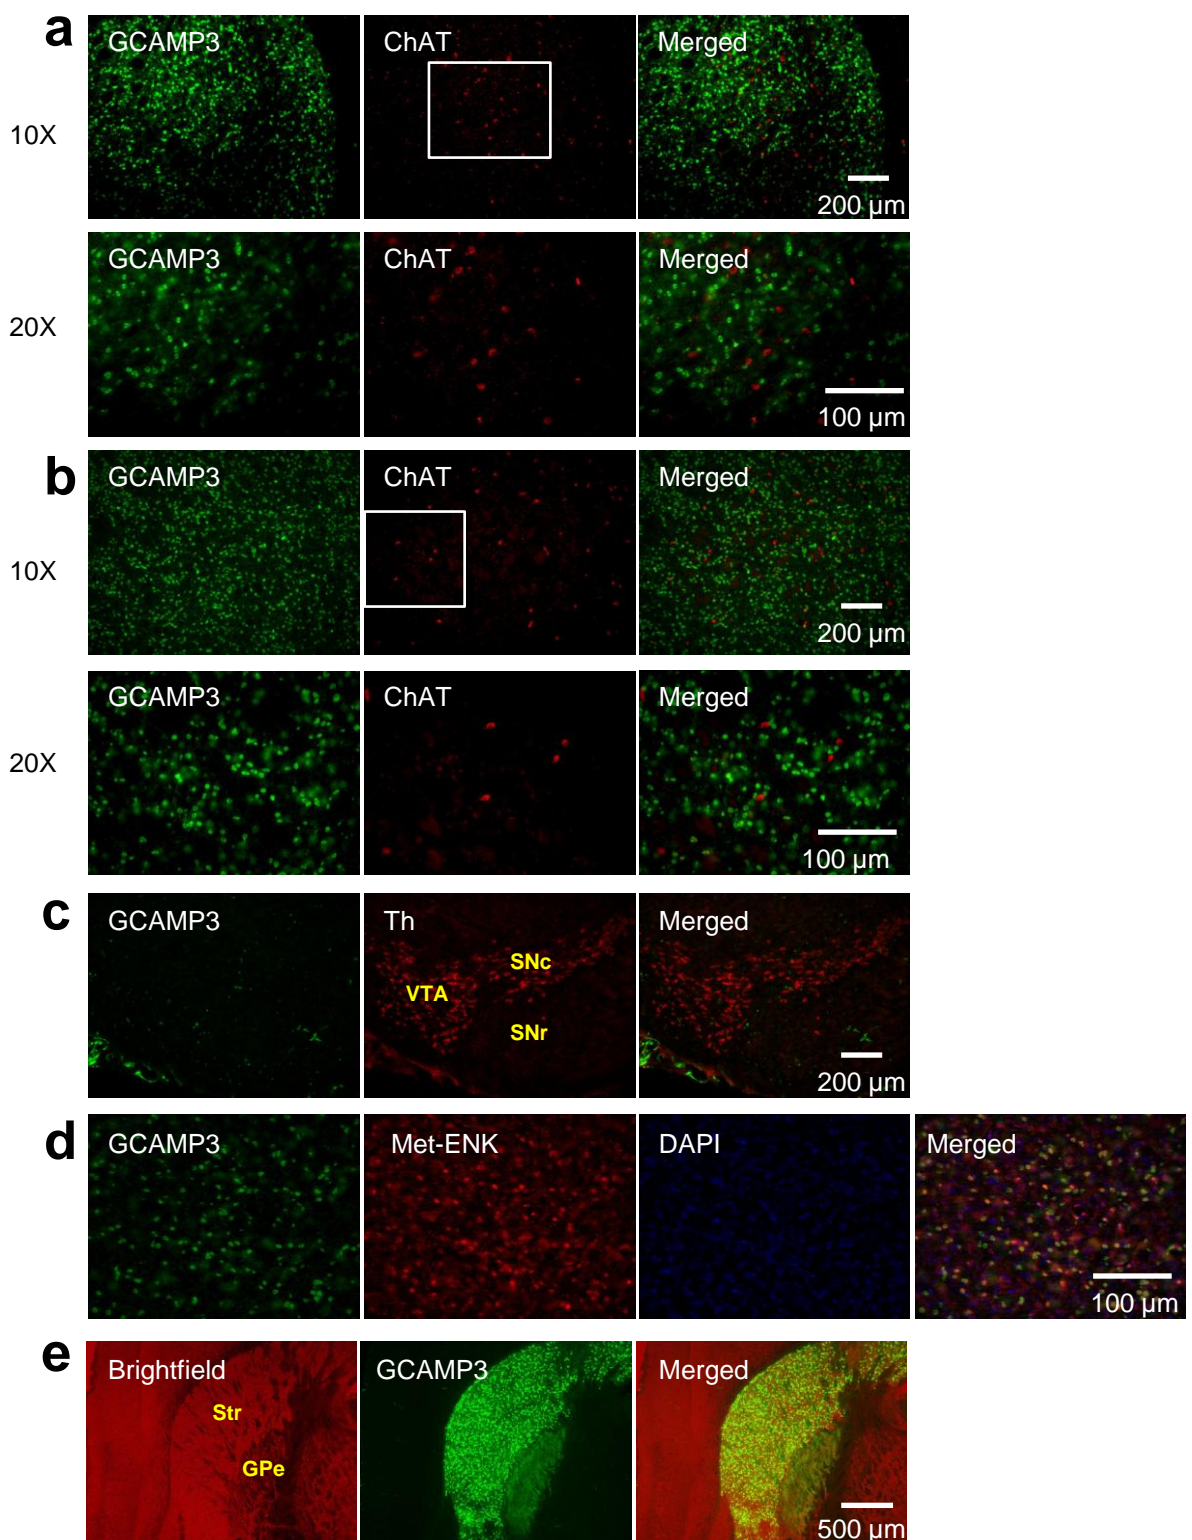 a
GCAMP3 ChAT Merged
10X
200 µm
GCAMP3 ChAT Merged
20X
100 µm
b
GCAMP3 ChAT Merged
10X
200 µm
GCAMP3 ChAT Merged
20X
100 µm
c
GCAMP3 Th Merged
SNc
VTA
SNr
200 µm
d
GCAMP3 Met-ENK DAPI Merged
100 µm
e
Brightfield GCAMP3 Merged
Str
GPe
500 µm